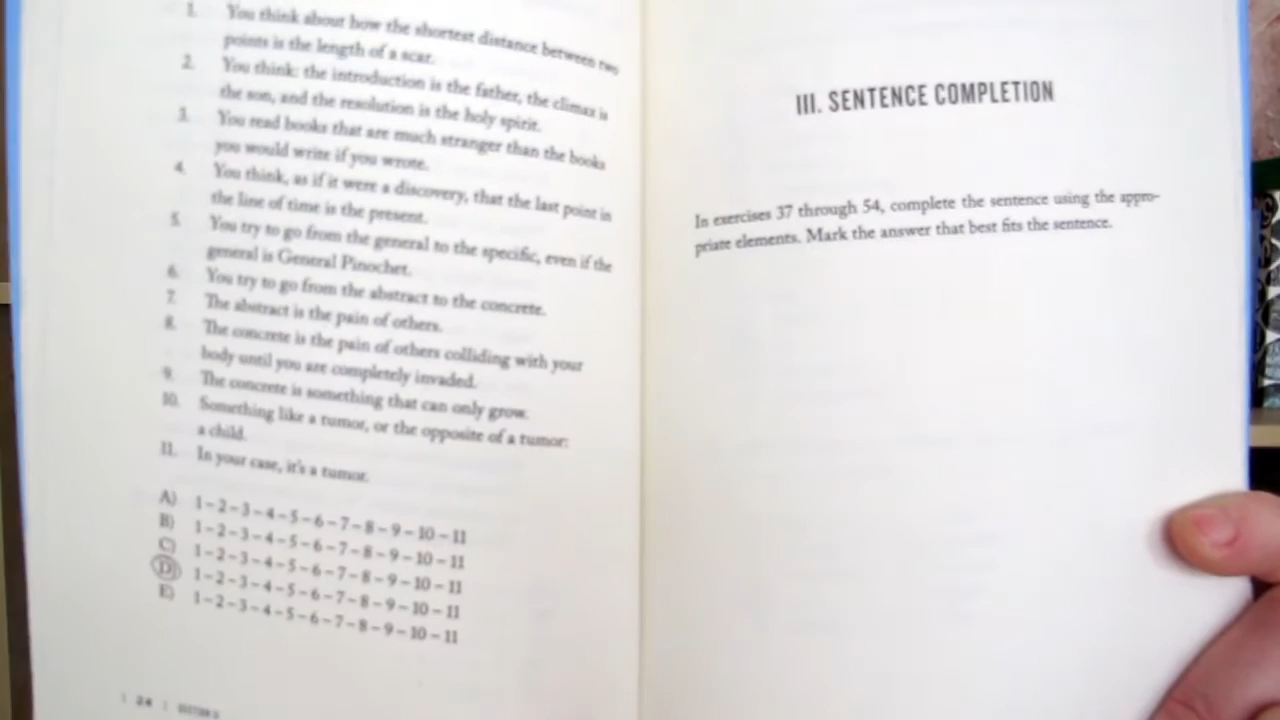 1. You think about how the shortest distance between two
points is the length of a scar.
2. You think: the introduction is the father, the climax is
the son, and the resolution is the holy spirit.
3. You read books that are much stranger than the books
you would write if you wrote.
4. You think, as if it were a discovery, that the last point in
the line of time is the present.
5. You try to go from the general to the specific, even if the
general is General Pinochet.
6. You try to go from the abstract to the concrete.
7. The abstract is the pain of others.
8. The concrete is the pain of others colliding with your
body until you are completely invaded.
9. The concrete is something that can only grow.
10. Something like a tumor, or the opposite of a tumor:
a child.
11. In your case, it's a tumor.
A) 1 – 2 – 3 – 4 – 5 – 6 – 7 – 8 – 9 – 10 – 11
B) 1 – 2 – 3 – 4 – 5 – 6 – 7 – 8 – 9 – 10 – 11
C) 1 – 2 – 3 – 4 – 5 – 6 – 7 – 8 – 9 – 10 – 11
D) 1 – 2 – 3 – 4 – 5 – 6 – 7 – 8 – 9 – 10 – 11
E) 1 – 2 – 3 – 4 – 5 – 6 – 7 – 8 – 9 – 10 – 11
| 24 |
III. SENTENCE COMPLETION
In exercises 37 through 54, complete the sentence using the appro-
priate elements. Mark the answer that best fits the sentence.